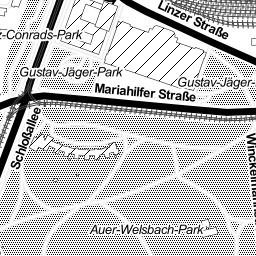 Linzer Straße
z-Conrads-Park
Gustav-Jäger-Park
Gustav-Jäger-
Mariahilfer Straße
Schloßallee
Winckelmann
Auer-Welsbach-Park